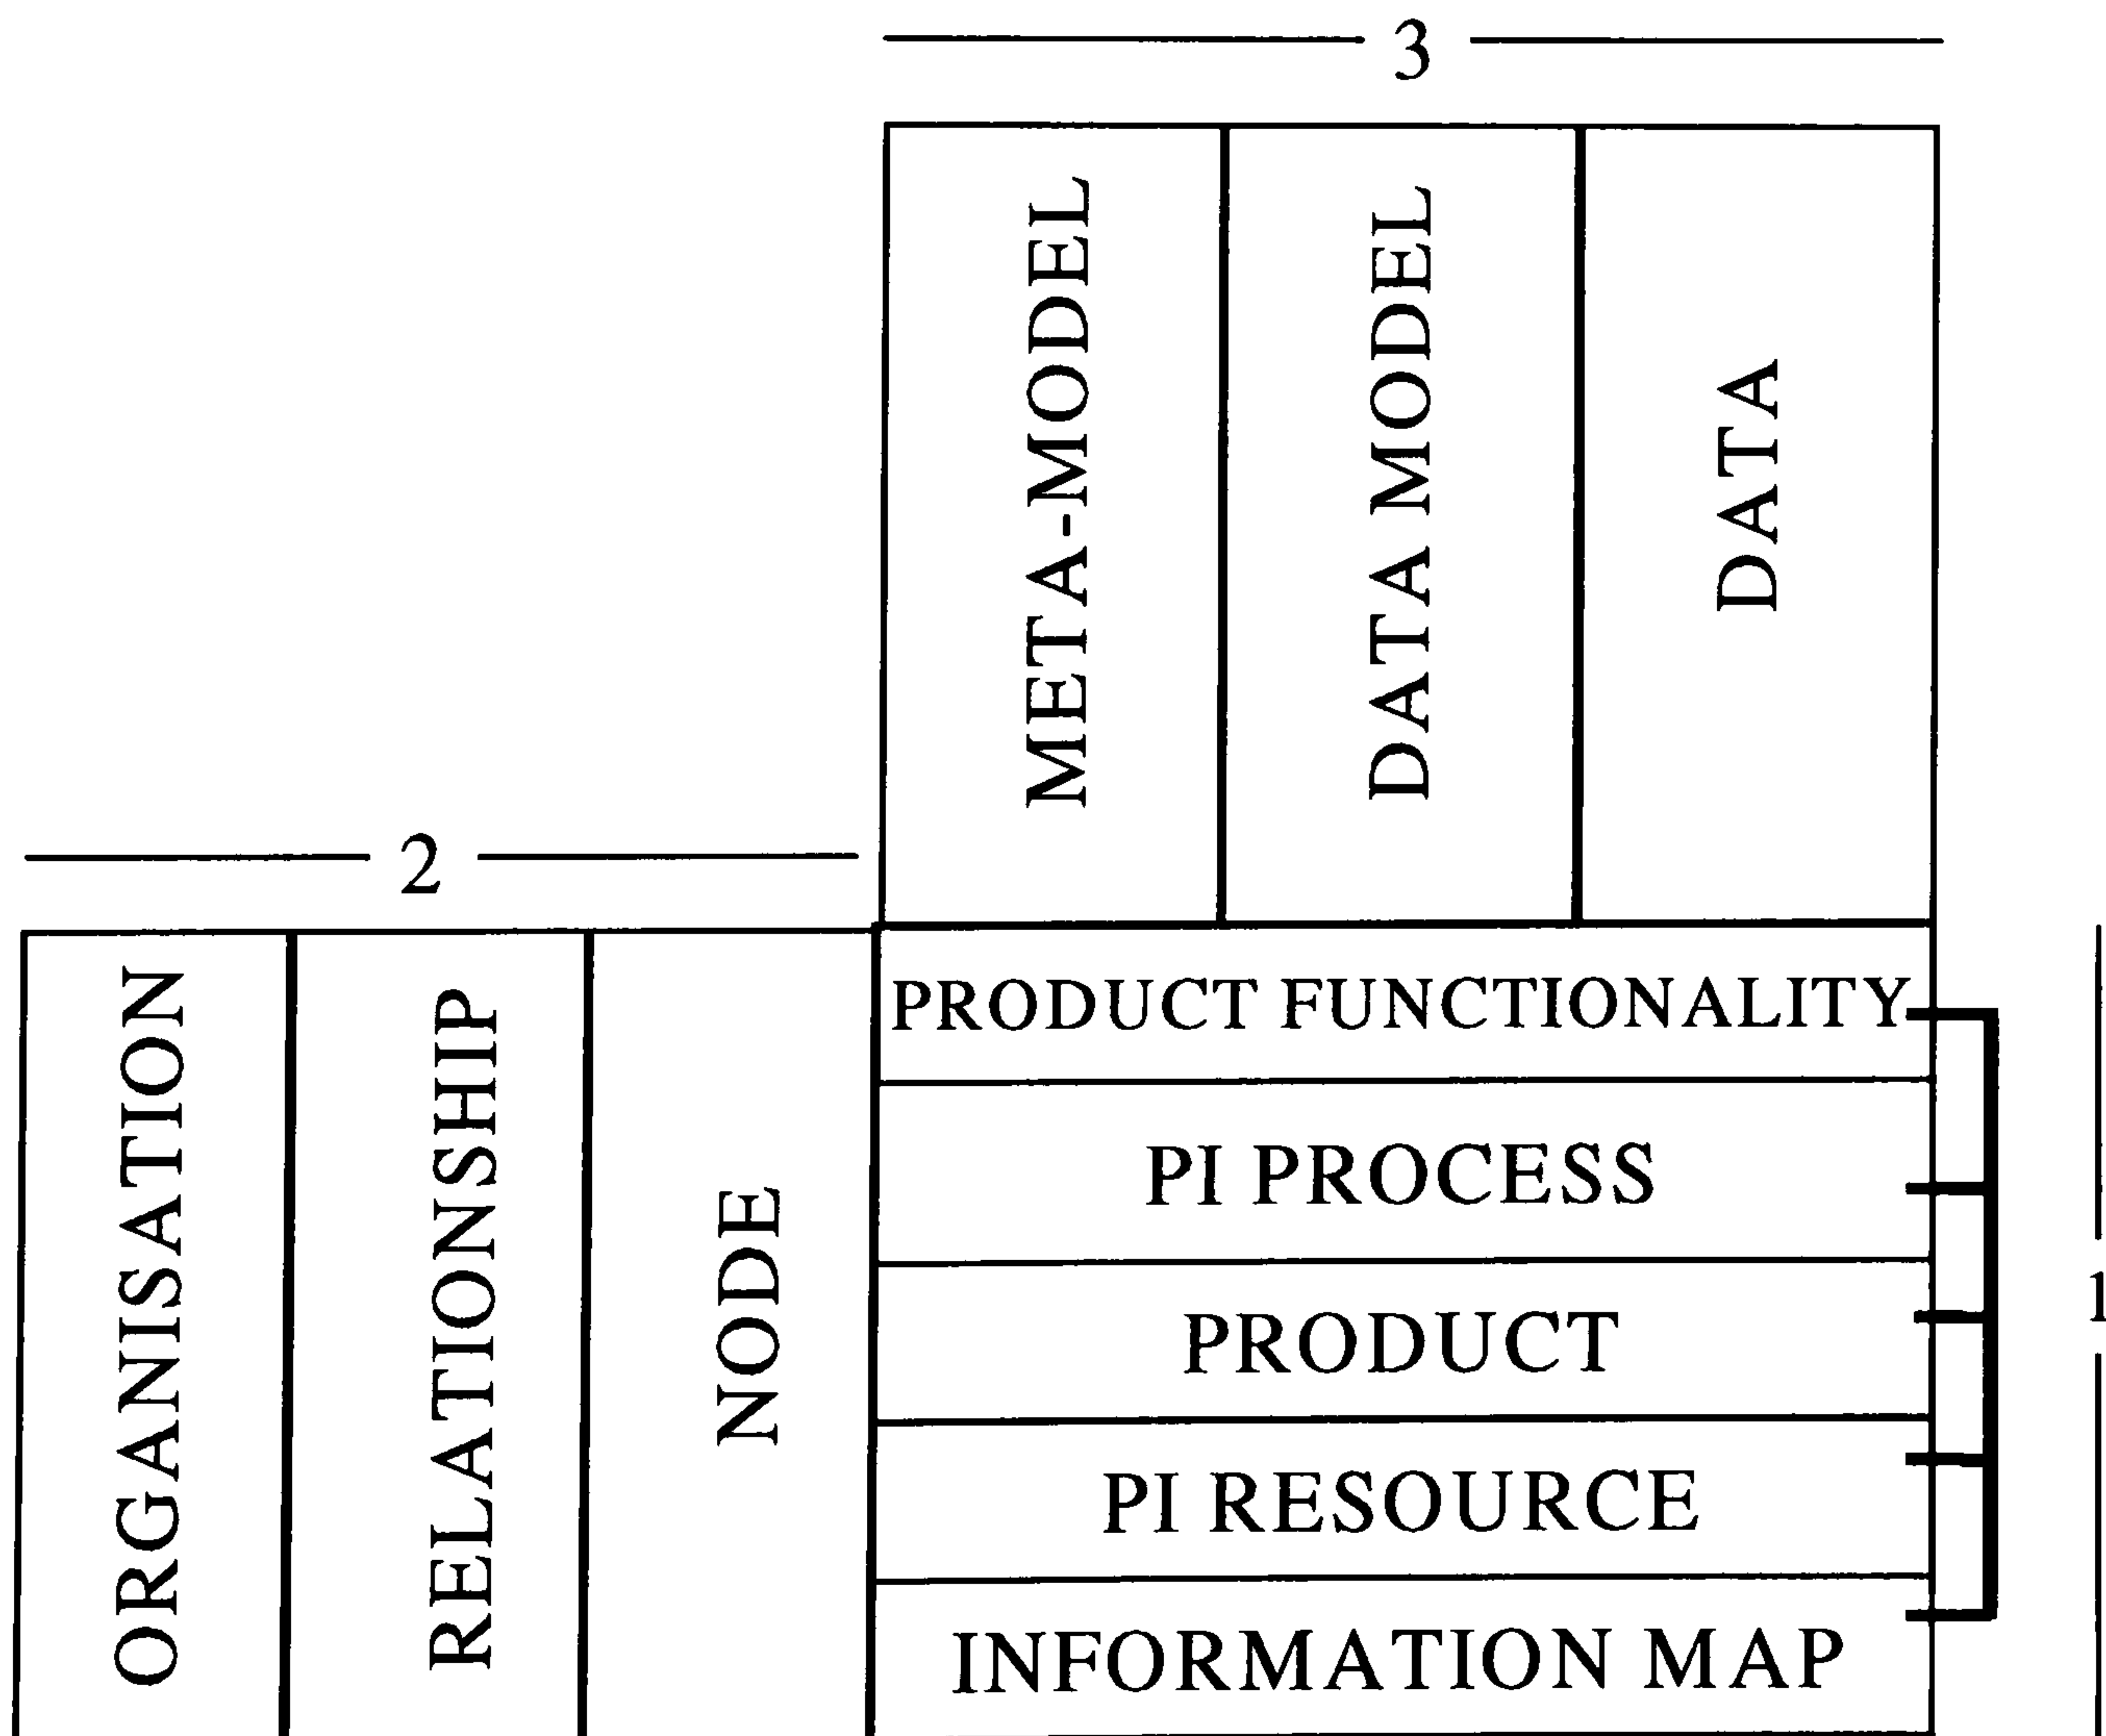 3
META-MODEL
DATA MODEL
DATA
2
ORGANISATION
RELATIONSHIP
NODE
PRODUCT FUNCTIONALITY
PI PROCESS
PRODUCT
PI RESOURCE
INFORMATION MAP
1